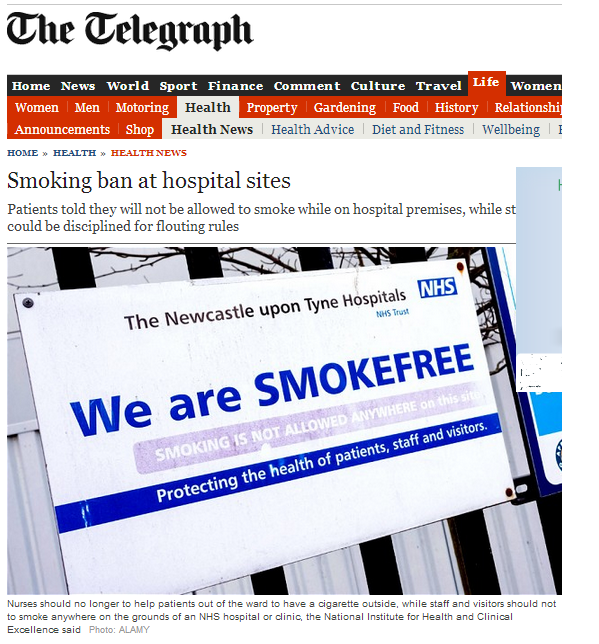 The Telegraph
Home News World Sport Finance Comment Culture Travel Life Women
Women Men Motoring Health Property Gardening Food History
Announcements Shop Health News Health Advice Diet and Fitness Wellbeing
HOME » HEALTH » HEALTH NEWS
Smoking ban at hospital sites
Patients told they will not be allowed to smoke while on hospital premises, while
could be disciplined for flouting rules
NHS
The Newcastle upon Tyne Hospitals
NHS Trust
We are SMOKEFREE
SMOKING IS NOT ALLOWED ANYWHERE on this site
Protecting the health of patients, staff and visitors.
Nurses should no longer to help patients out of the ward to have a cigarette outside, while staff and visitors should not
to smoke anywhere on the grounds of an NHS hospital or clinic, the National Institute for Health and Clinical
Excellence said Photo: ALAMY